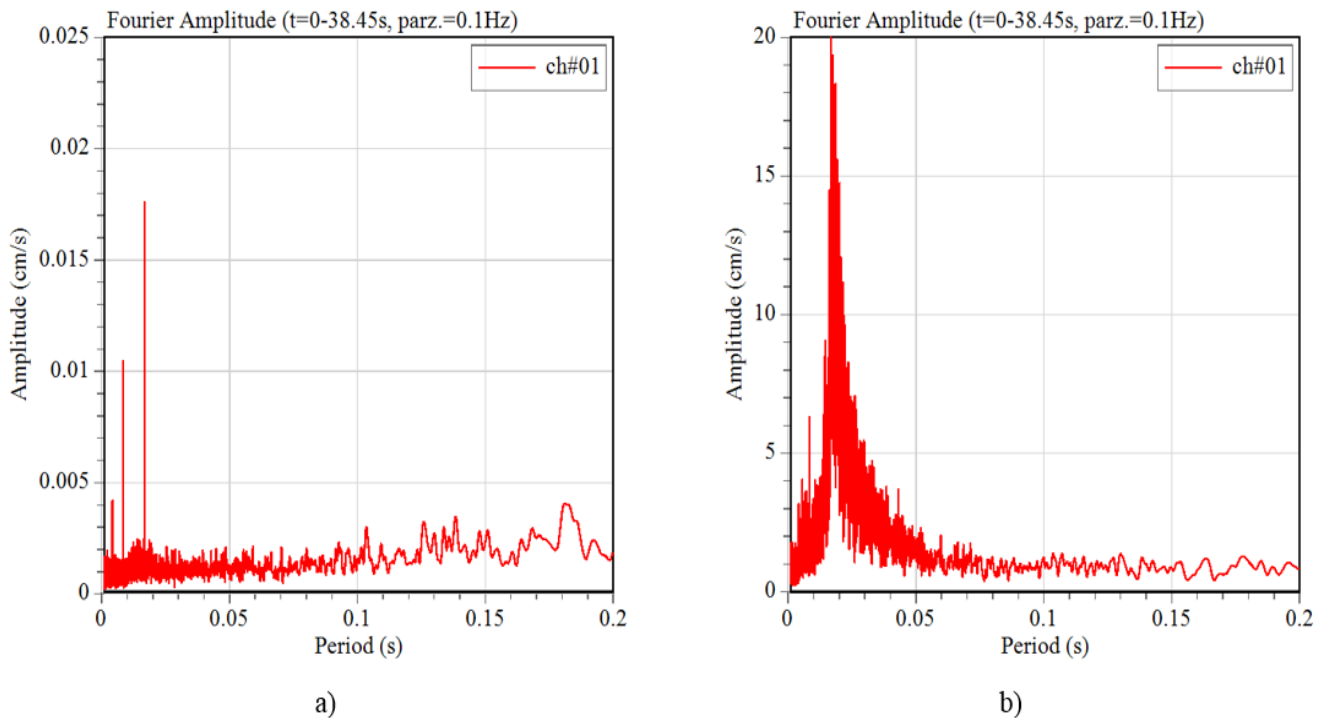 Fourier Amplitude (t=0-38.45s, parz.=0.1Hz)
ch#01
0.025
0.02
0.015
0.01
0.005
0
Amplitude (cm/s)
0 0.05 0.1 0.15 0.2
Period (s)
a)
Fourier Amplitude (t=0-38.45s, parz.=0.1Hz)
ch#01
20
15
10
5
0
Amplitude (cm/s)
0 0.05 0.1 0.15 0.2
Period (s)
b)